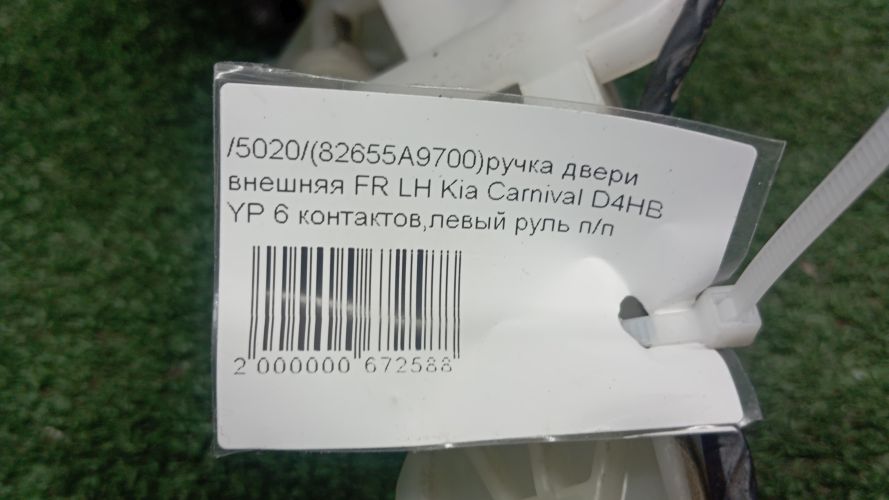 /5020/(82655A9700)ручка двери
внешняя FR LH Kia Carnival D4HB
YP 6 контактов,левый руль п/п
2 000000 672588